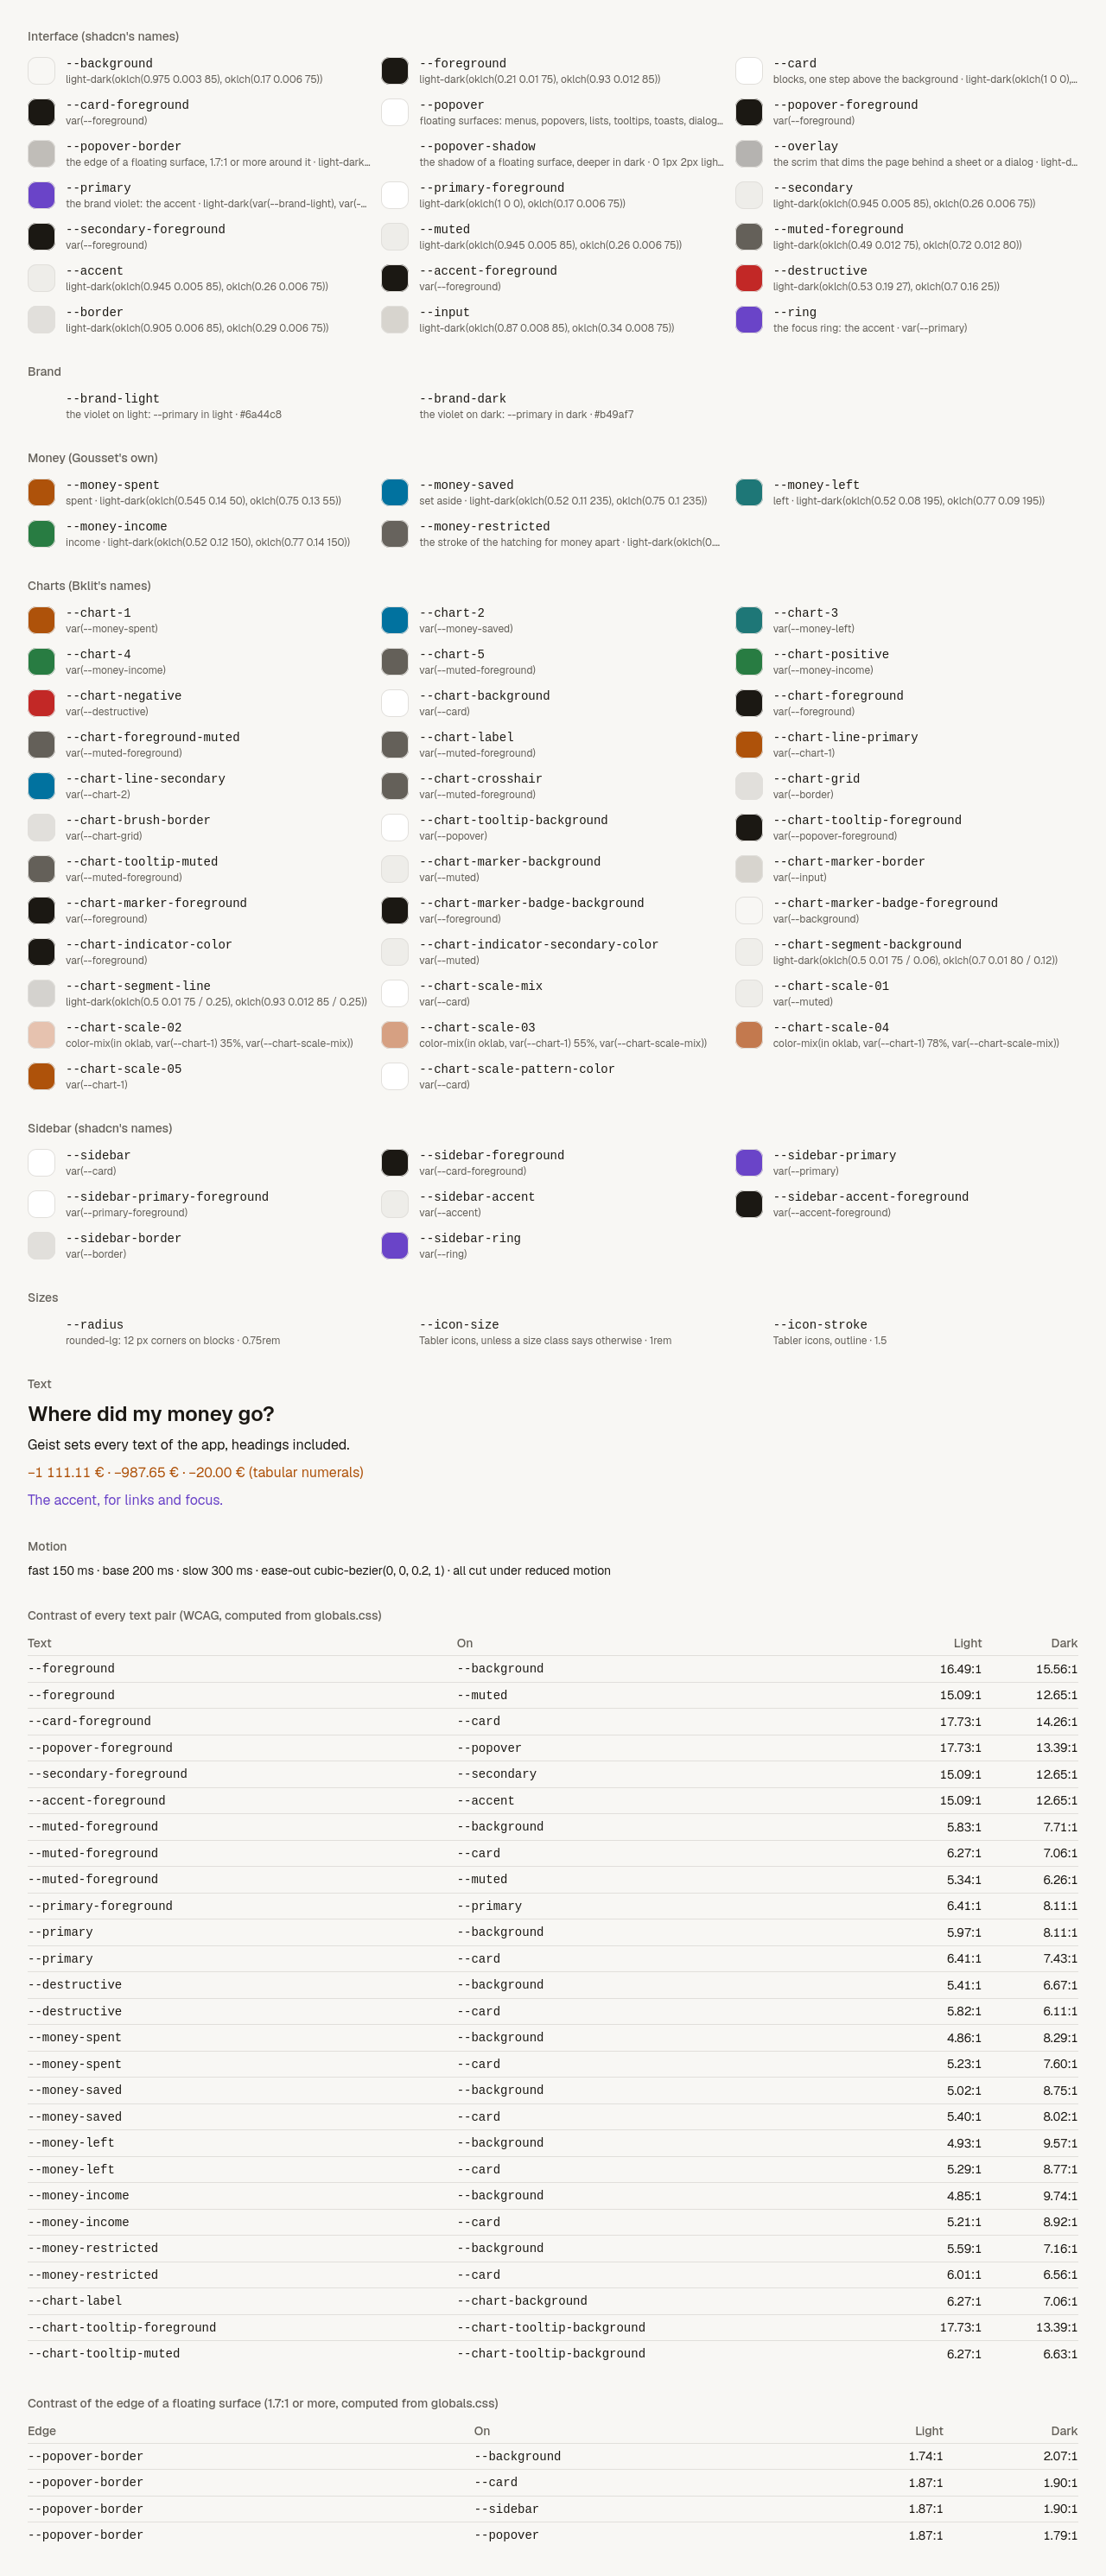 Interface (shadcn's names)
--background
light-dark(oklch(0.975 0.003 85), oklch(0.17 0.006 75))
--foreground
light-dark(oklch(0.21 0.01 75), oklch(0.93 0.012 85))
--card
blocks, one step above the background · light-dark(oklch(1 0 0),...
--card-foreground
var(--foreground)
--popover
floating surfaces: menus, popovers, lists, tooltips, toasts, dialog...
--popover-foreground
var(--foreground)
--popover-border
the edge of a floating surface, 1.7:1 or more around it · light-dark...
--popover-shadow
the shadow of a floating surface, deeper in dark · 0 1px 2px ligh...
--overlay
the scrim that dims the page behind a sheet or a dialog · light-d...
--primary
the brand violet: the accent · light-dark(var(--brand-light), var(-...
--primary-foreground
light-dark(oklch(1 0 0), oklch(0.17 0.006 75))
--secondary
light-dark(oklch(0.945 0.005 85), oklch(0.26 0.006 75))
--secondary-foreground
var(--foreground)
--muted
light-dark(oklch(0.945 0.005 85), oklch(0.26 0.006 75))
--muted-foreground
light-dark(oklch(0.49 0.012 75), oklch(0.72 0.012 80))
--accent
light-dark(oklch(0.945 0.005 85), oklch(0.26 0.006 75))
--accent-foreground
var(--foreground)
--destructive
light-dark(oklch(0.53 0.19 27), oklch(0.7 0.16 25))
--border
light-dark(oklch(0.905 0.006 85), oklch(0.29 0.006 75))
--input
light-dark(oklch(0.87 0.008 85), oklch(0.34 0.008 75))
--ring
the focus ring: the accent · var(--primary)
Brand
--brand-light
the violet on light: --primary in light · #6a44c8
--brand-dark
the violet on dark: --primary in dark · #b49af7
Money (Gousset's own)
--money-spent
spent · light-dark(oklch(0.545 0.14 50), oklch(0.75 0.13 55))
--money-saved
set aside · light-dark(oklch(0.52 0.11 235), oklch(0.75 0.1 235))
--money-left
left · light-dark(oklch(0.52 0.08 195), oklch(0.77 0.09 195))
--money-income
income · light-dark(oklch(0.52 0.12 150), oklch(0.77 0.14 150))
--money-restricted
the stroke of the hatching for money apart · light-dark(oklch(0....
Charts (Bklit's names)
--chart-1
var(--money-spent)
--chart-2
var(--money-saved)
--chart-3
var(--money-left)
--chart-4
var(--money-income)
--chart-5
var(--muted-foreground)
--chart-positive
var(--money-income)
--chart-negative
var(--destructive)
--chart-background
var(--card)
--chart-foreground
var(--foreground)
--chart-foreground-muted
var(--muted-foreground)
--chart-label
var(--muted-foreground)
--chart-line-primary
var(--chart-1)
--chart-line-secondary
var(--chart-2)
--chart-crosshair
var(--muted-foreground)
--chart-grid
var(--border)
--chart-brush-border
var(--chart-grid)
--chart-tooltip-background
var(--popover)
--chart-tooltip-foreground
var(--popover-foreground)
--chart-tooltip-muted
var(--muted-foreground)
--chart-marker-background
var(--muted)
--chart-marker-border
var(--input)
--chart-marker-foreground
var(--foreground)
--chart-marker-badge-background
var(--foreground)
--chart-marker-badge-foreground
var(--background)
--chart-indicator-color
var(--foreground)
--chart-indicator-secondary-color
var(--muted)
--chart-segment-background
light-dark(oklch(0.5 0.01 75 / 0.06), oklch(0.7 0.01 80 / 0.12))
--chart-segment-line
light-dark(oklch(0.5 0.01 75 / 0.25), oklch(0.93 0.012 85 / 0.25))
--chart-scale-mix
var(--card)
--chart-scale-01
var(--muted)
--chart-scale-02
color-mix(in oklab, var(--chart-1) 35%, var(--chart-scale-mix))
--chart-scale-03
color-mix(in oklab, var(--chart-1) 55%, var(--chart-scale-mix))
--chart-scale-04
color-mix(in oklab, var(--chart-1) 78%, var(--chart-scale-mix))
--chart-scale-05
var(--chart-1)
--chart-scale-pattern-color
var(--card)
Sidebar (shadcn's names)
--sidebar
var(--card)
--sidebar-foreground
var(--card-foreground)
--sidebar-primary
var(--primary)
--sidebar-primary-foreground
var(--primary-foreground)
--sidebar-accent
var(--accent)
--sidebar-accent-foreground
var(--accent-foreground)
--sidebar-border
var(--border)
--sidebar-ring
var(--ring)
Sizes
--radius
rounded-lg: 12 px corners on blocks · 0.75rem
--icon-size
Tabler icons, unless a size class says otherwise · 1rem
--icon-stroke
Tabler icons, outline · 1.5
Text
Where did my money go?
Geist sets every text of the app, headings included.
−1 111.11 € · −987.65 € · −20.00 € (tabular numerals)
The accent, for links and focus.
Motion
fast 150 ms · base 200 ms · slow 300 ms · ease-out cubic-bezier(0, 0, 0.2, 1) · all cut under reduced motion
Contrast of every text pair (WCAG, computed from globals.css)
Text On Light Dark
--foreground --background 16.49:1 15.56:1
--foreground --muted 15.09:1 12.65:1
--card-foreground --card 17.73:1 14.26:1
--popover-foreground --popover 17.73:1 13.39:1
--secondary-foreground --secondary 15.09:1 12.65:1
--accent-foreground --accent 15.09:1 12.65:1
--muted-foreground --background 5.83:1 7.71:1
--muted-foreground --card 6.27:1 7.06:1
--muted-foreground --muted 5.34:1 6.26:1
--primary-foreground --primary 6.41:1 8.11:1
--primary --background 5.97:1 8.11:1
--primary --card 6.41:1 7.43:1
--destructive --background 5.41:1 6.67:1
--destructive --card 5.82:1 6.11:1
--money-spent --background 4.86:1 8.29:1
--money-spent --card 5.23:1 7.60:1
--money-saved --background 5.02:1 8.75:1
--money-saved --card 5.40:1 8.02:1
--money-left --background 4.93:1 9.57:1
--money-left --card 5.29:1 8.77:1
--money-income --background 4.85:1 9.74:1
--money-income --card 5.21:1 8.92:1
--money-restricted --background 5.59:1 7.16:1
--money-restricted --card 6.01:1 6.56:1
--chart-label --chart-background 6.27:1 7.06:1
--chart-tooltip-foreground --chart-tooltip-background 17.73:1 13.39:1
--chart-tooltip-muted --chart-tooltip-background 6.27:1 6.63:1
Contrast of the edge of a floating surface (1.7:1 or more, computed from globals.css)
Edge On Light Dark
--popover-border --background 1.74:1 2.07:1
--popover-border --card 1.87:1 1.90:1
--popover-border --sidebar 1.87:1 1.90:1
--popover-border --popover 1.87:1 1.79:1